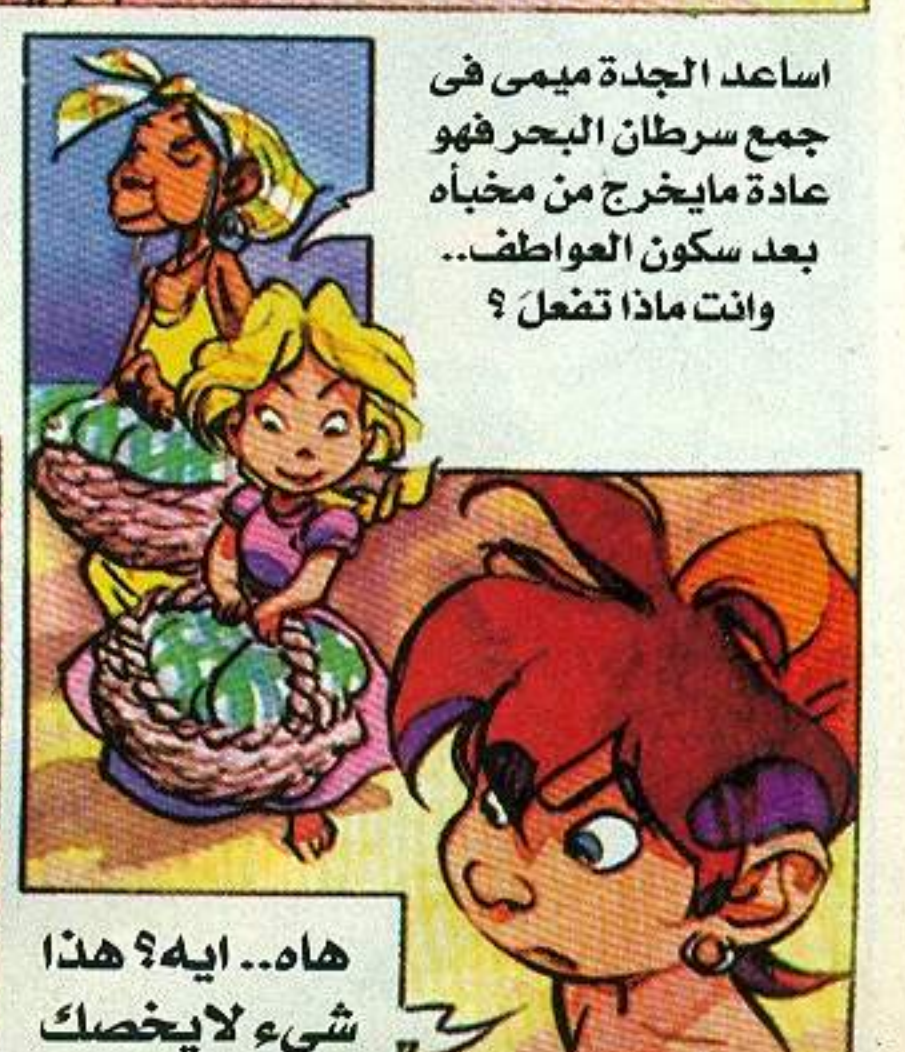 اساعد الجدة ميمى فى
جمع سرطان البحر فهو
عادة مايخرج من مخبأه
بعد سكون العواطف..
وانت ماذا تفعلَ ؟
هاه.. ايه؟ هذا
شيء لايخصك